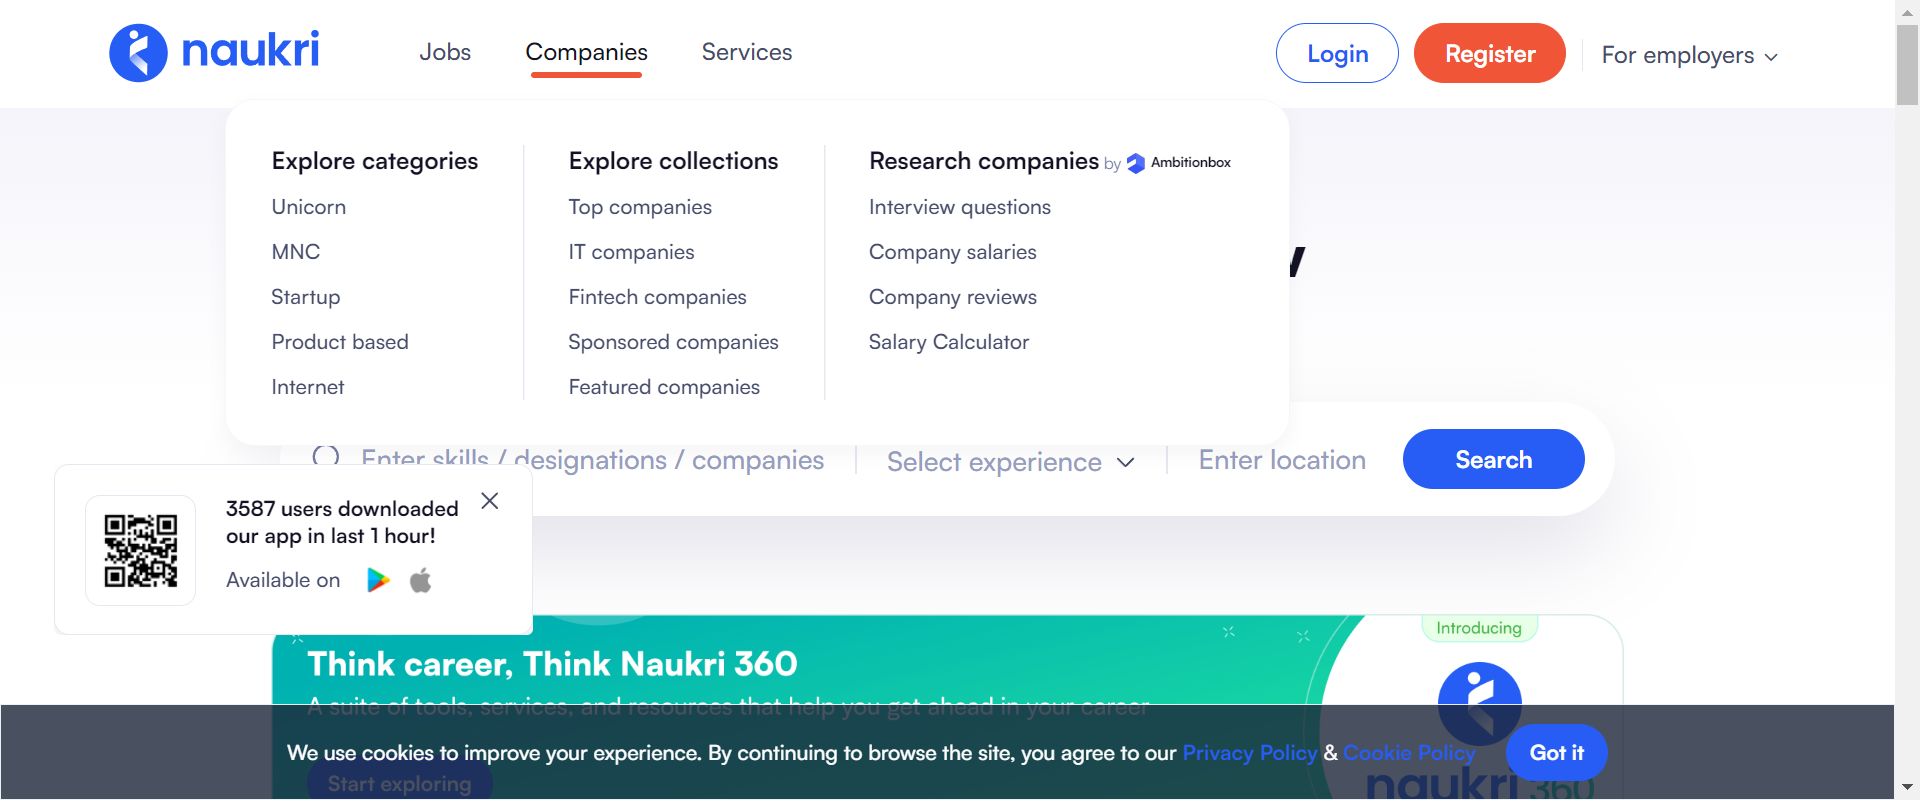 naukri
Jobs
Companies
Services
Login
Register
For employers
Explore categories
Unicorn
MNC
Startup
Product based
Internet
Explore collections
Top companies
IT companies
Fintech companies
Sponsored companies
Featured companies
Research companies by Ambitionbox
Interview questions
Company salaries
Company reviews
Salary Calculator
Enter skills / designations / companies
Select experience
Enter location
Search
3587 users downloaded
our app in last 1 hour!
Available on
Introducing
Think career, Think Naukri 360
A suite of tools, services, and resources that help you get ahead in your career
We use cookies to improve your experience. By continuing to browse the site, you agree to our Privacy Policy & Cookie Policy
Got it
Start exploring
naukri 360